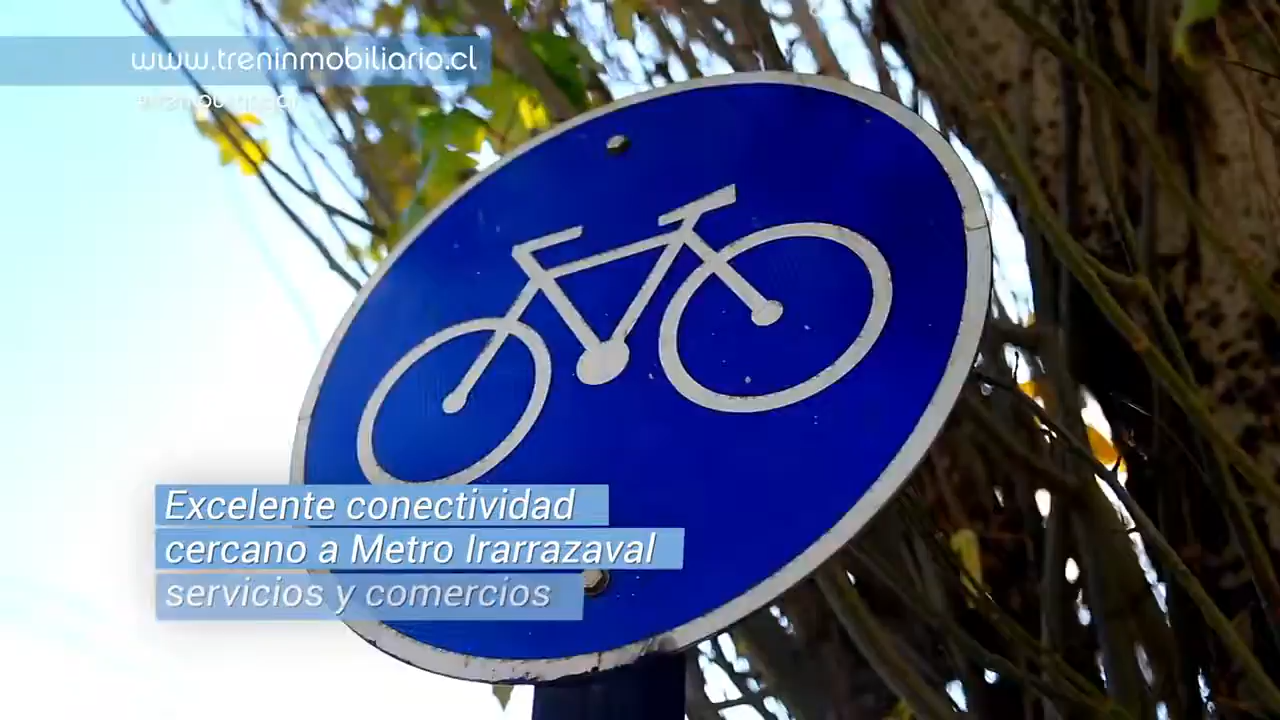 www.treninmobiliario.cl
Excelente conectividad
cercano a Metro Irarrazaval
servicios y comercios